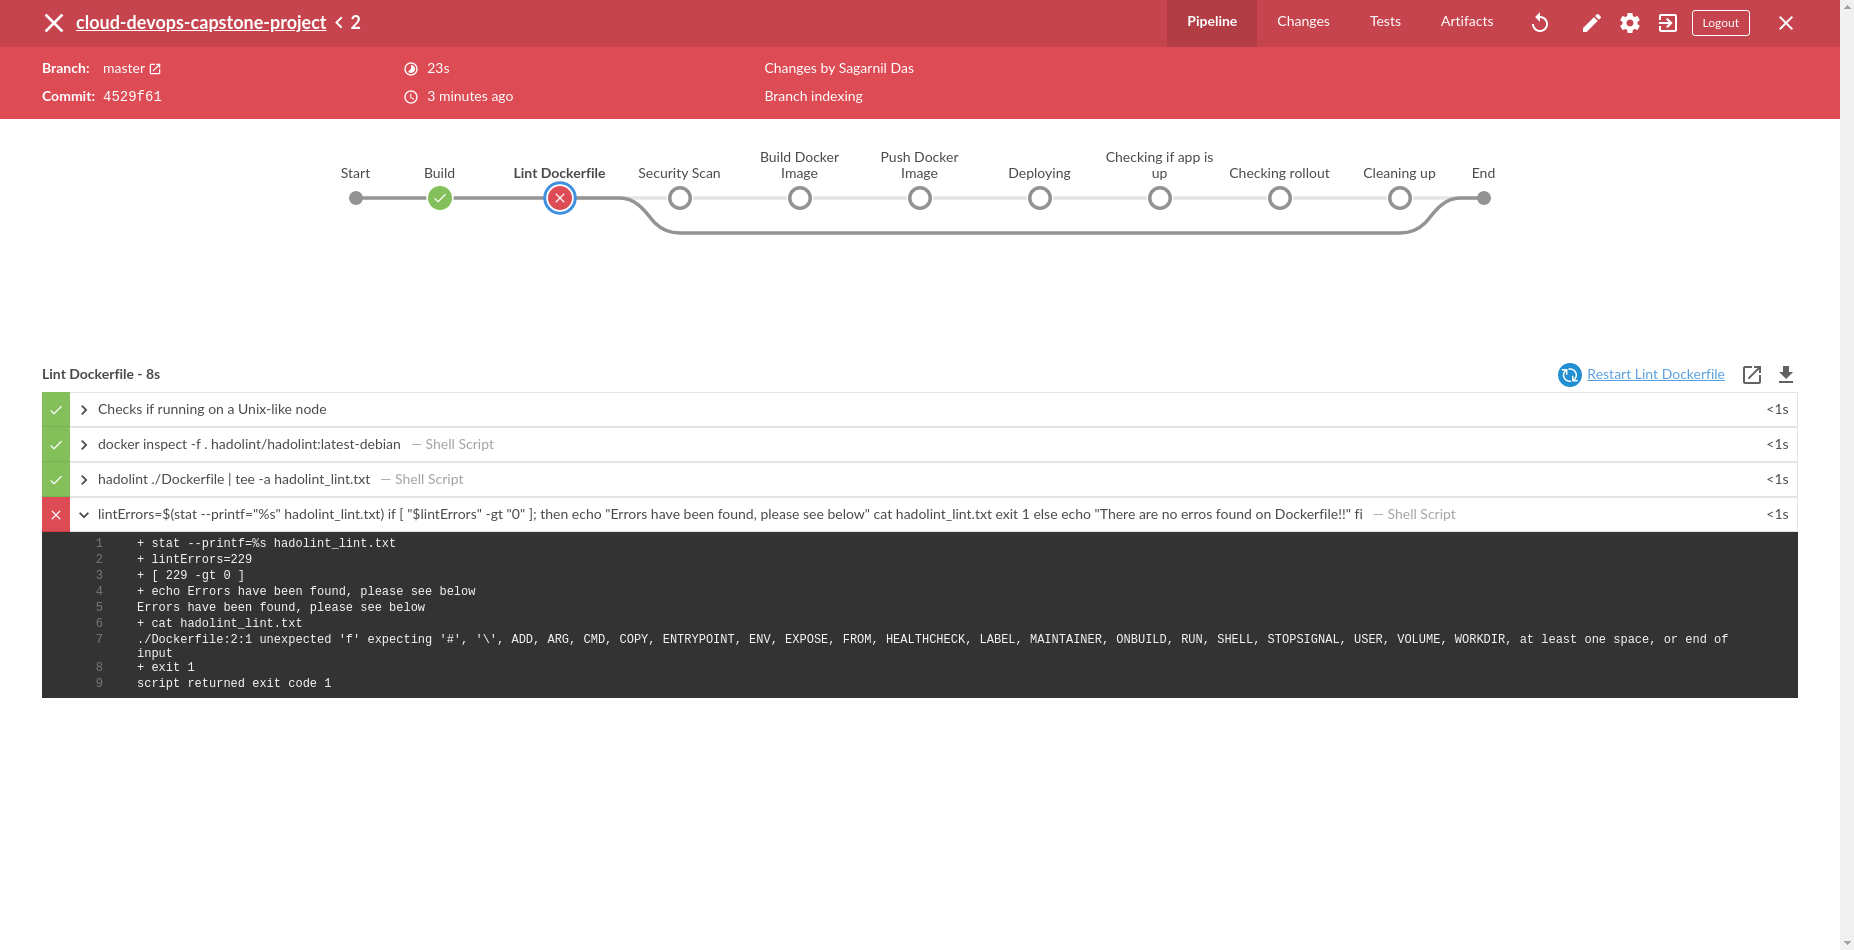 cloud-devops-capstone-project < 2
Pipeline Changes Tests Artifacts Logout
Branch: master 23s Changes by Sagarnil Das
Commit: 4529f61 3 minutes ago Branch indexing
Start Build Lint Dockerfile Security Scan Build Docker Image Push Docker Image Deploying Checking if app is up Checking rollout Cleaning up End
Lint Dockerfile - 8s Restart Lint Dockerfile
Checks if running on a Unix-like node <1s
docker inspect -f . hadolint/hadolint:latest-debian — Shell Script <1s
hadolint ./Dockerfile | tee -a hadolint_lint.txt — Shell Script <1s
lintErrors=$(stat --printf="%s" hadolint_lint.txt) if [ "$lintErrors" -gt "0" ]; then echo "Errors have been found, please see below" cat hadolint_lint.txt exit 1 else echo "There are no erros found on Dockerfile!!" fi — Shell Script <1s
1 + stat --printf=%s hadolint_lint.txt
2 + lintErrors=229
3 + [ 229 -gt 0 ]
4 + echo Errors have been found, please see below
5 Errors have been found, please see below
6 + cat hadolint_lint.txt
7 ./Dockerfile:2:1 unexpected 'f' expecting '#', '\', ADD, ARG, CMD, COPY, ENTRYPOINT, ENV, EXPOSE, FROM, HEALTHCHECK, LABEL, MAINTAINER, ONBUILD, RUN, SHELL, STOPSIGNAL, USER, VOLUME, WORKDIR, at least one space, or end of
input
8 + exit 1
9 script returned exit code 1